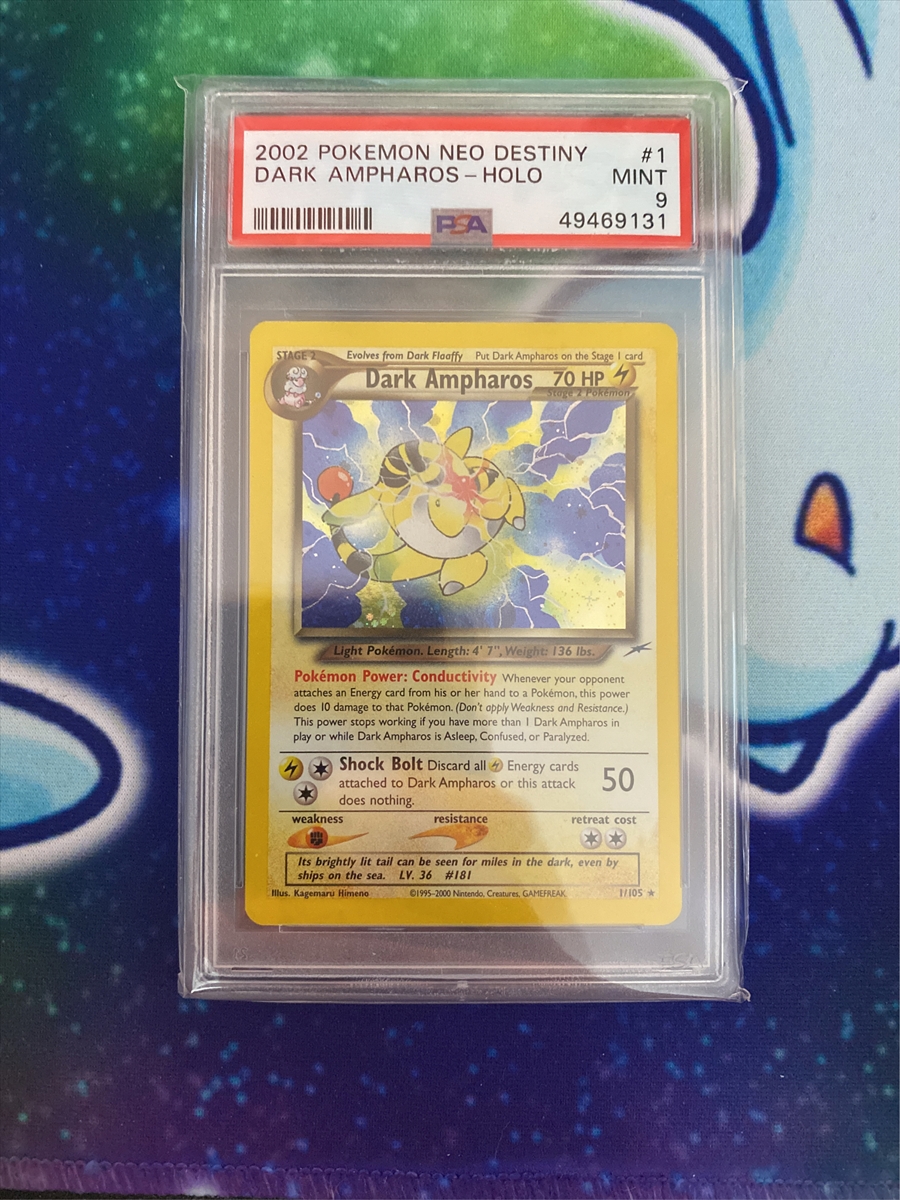 2002 POKEMON NEO DESTINY #1
DARK AMPHAROS - HOLO MINT
9
PSA 49469131
STAGE 2 Evolves from Dark Flaaffy Put Dark Ampharos on the Stage 1 card
Dark Ampharos 70 HP
Stage 2 Pokémon
Light Pokémon. Length: 4' 7", Weight: 136 lbs.
Pokémon Power: Conductivity Whenever your opponent
attaches an Energy card from his or her hand to a Pokémon, this power
does 10 damage to that Pokémon. (Don't apply Weakness and Resistance.)
This power stops working if you have more than 1 Dark Ampharos in
play or while Dark Ampharos is Asleep, Confused, or Paralyzed.
Shock Bolt Discard all Energy cards
attached to Dark Ampharos or this attack 50
does nothing.
weakness resistance retreat cost
Its brightly lit tail can be seen for miles in the dark, even by
ships on the sea. LV. 36 #181
Illus. Kagemaru Himeno ©1995-2000 Nintendo, Creatures, GAMEFREAK 1/105 ★
PSA